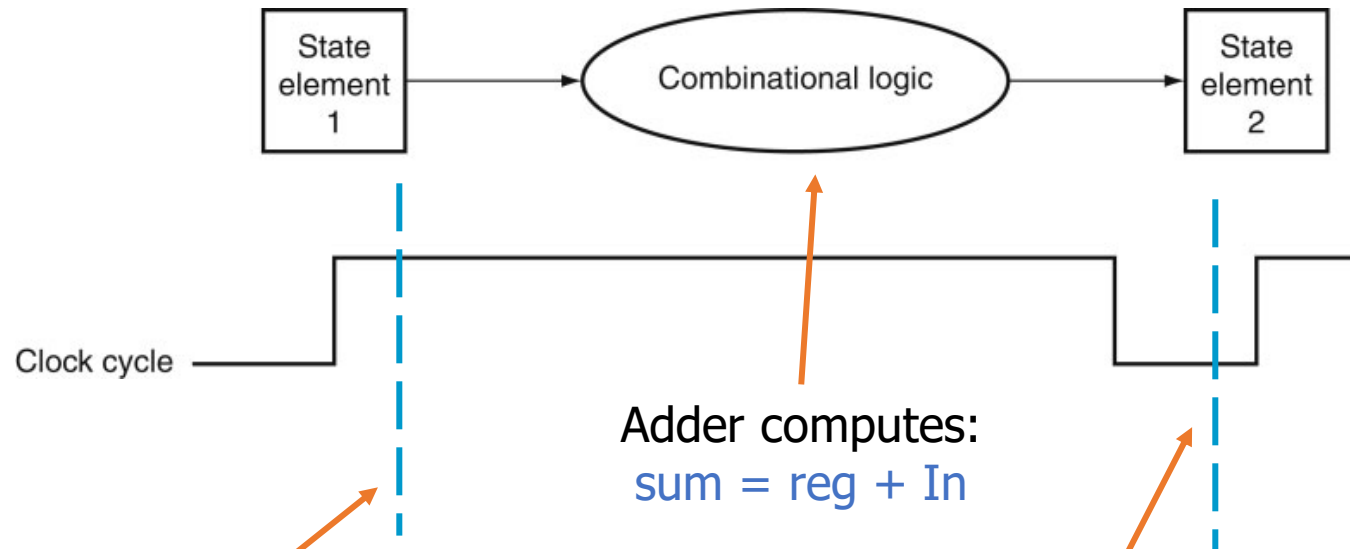 State
element
1
Combinational logic
State
element
2
Clock cycle
Adder computes:
sum = reg + In